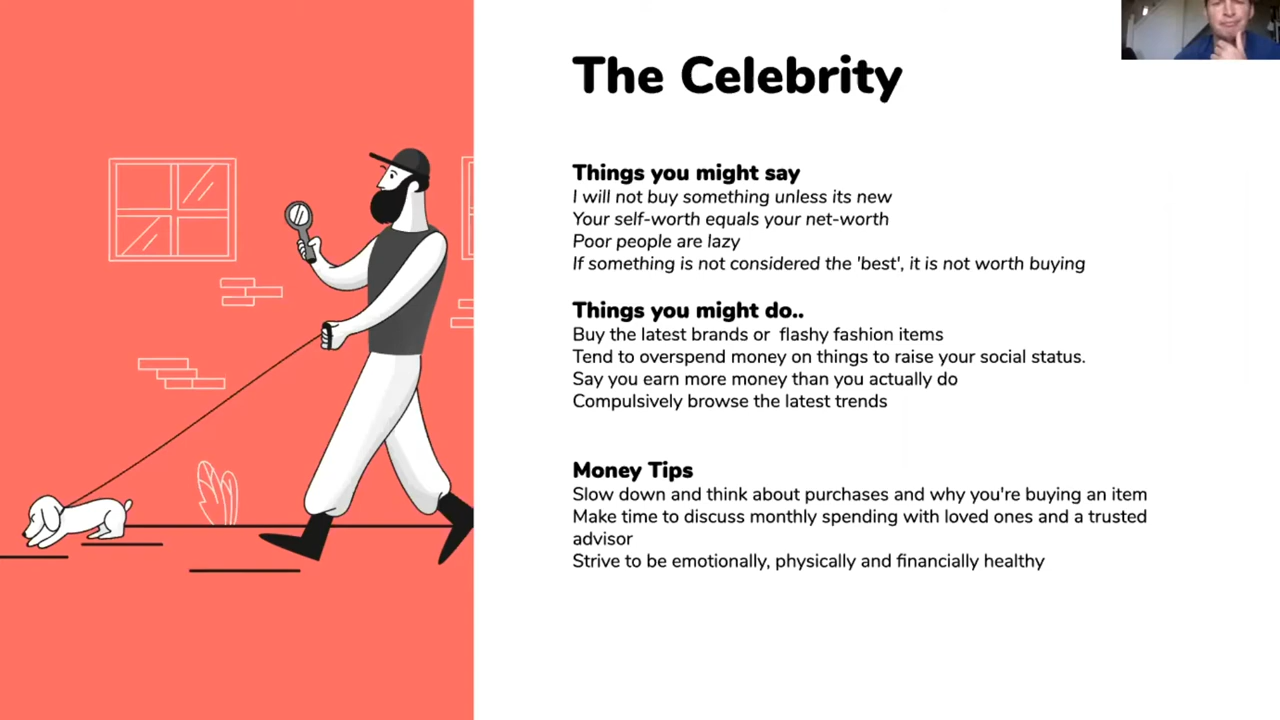 The Celebrity
Things you might say
I will not buy something unless its new
Your self-worth equals your net-worth
Poor people are lazy
If something is not considered the 'best', it is not worth buying
Things you might do..
Buy the latest brands or  flashy fashion items
Tend to overspend money on things to raise your social status.
Say you earn more money than you actually do
Compulsively browse the latest trends
Money Tips
Slow down and think about purchases and why you're buying an item
Make time to discuss monthly spending with loved ones and a trusted
advisor
Strive to be emotionally, physically and financially healthy